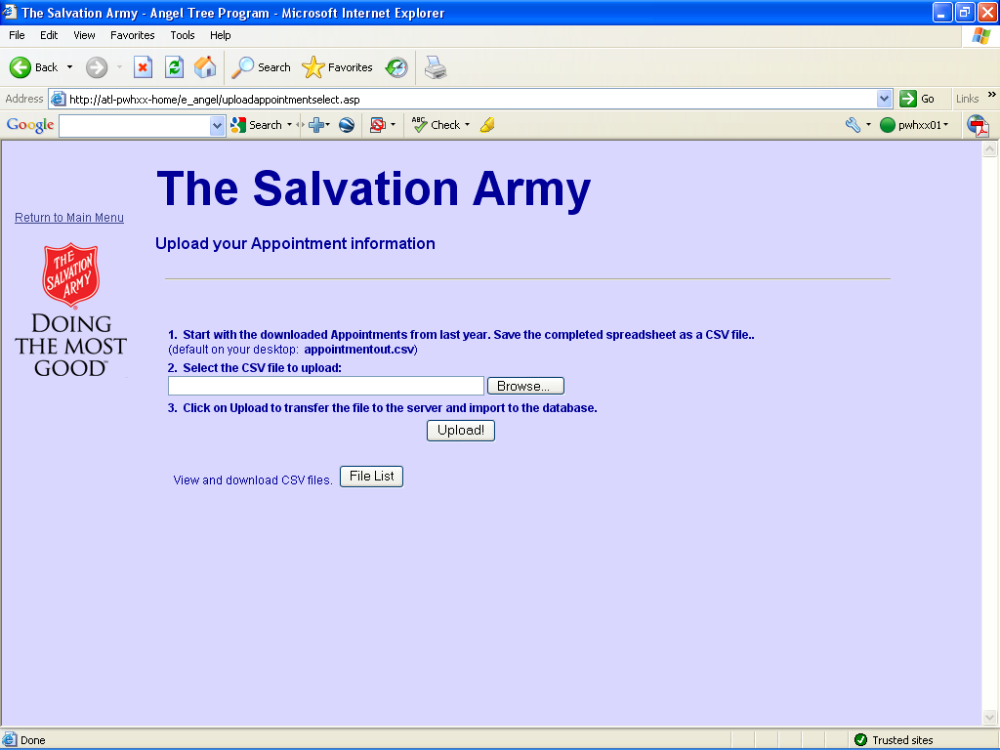 The Salvation Army - Angel Tree Program - Microsoft Internet Explorer
File Edit View Favorites Tools Help
Back Search Favorites
Address http://atl-pwhxx-home/e_angel/uploadappointmentselect.asp Go Links »
Google Search ABC Check pwhxx01
The Salvation Army
Return to Main Menu
Upload your Appointment information
THE
SALVATION
ARMY
DOING
THE MOST
GOOD™
1. Start with the downloaded Appointments from last year. Save the completed spreadsheet as a CSV file..
(default on your desktop: appointmentout.csv)
2. Select the CSV file to upload:
Browse...
3. Click on Upload to transfer the file to the server and import to the database.
Upload!
View and download CSV files. File List
Done Trusted sites